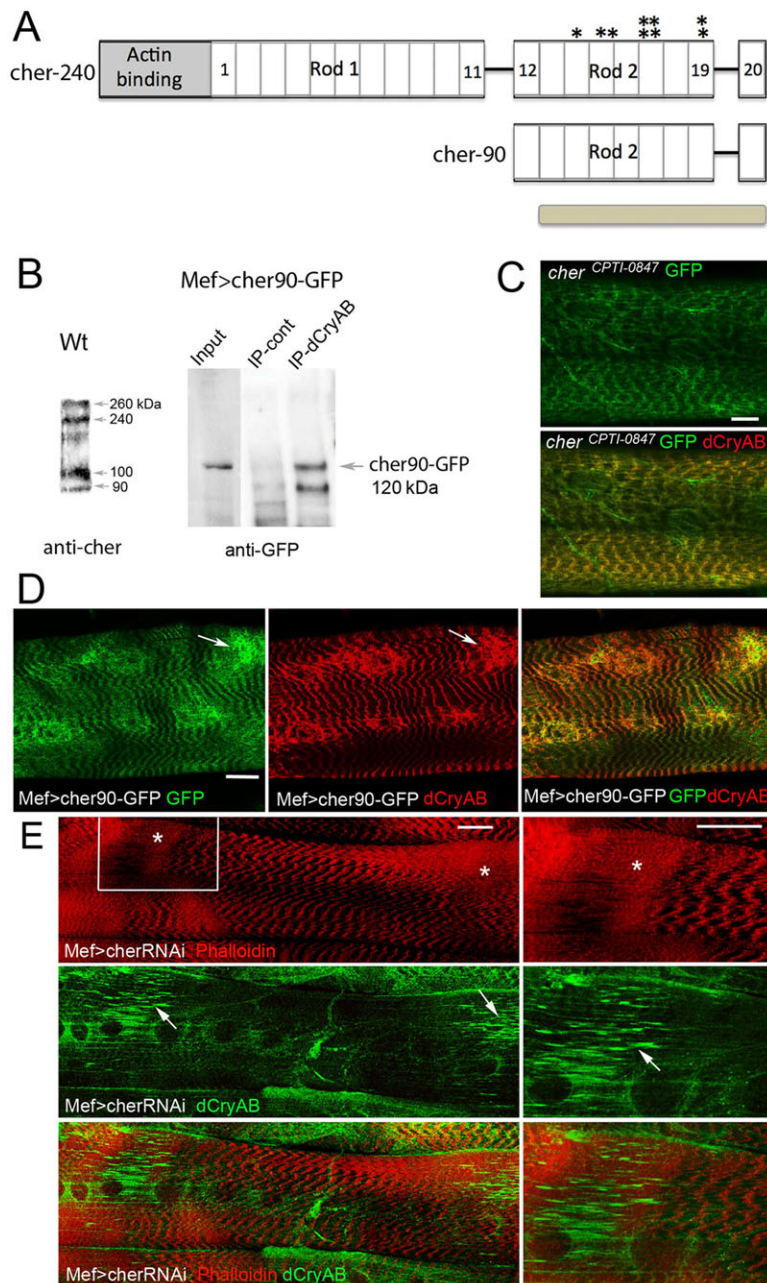 A
* ** ** *
** *
cher-240
Actin binding
1
Rod 1
11
12
Rod 2
19
20
cher-90
Rod 2
B
Mef>cher90-GFP
Wt
Input
IP-cont
IP-dCryAB
260 kDa
240
100
90
cher90-GFP
120 kDa
anti-cher
anti-GFP
C
cher CPTI-0847 GFP
cher CPTI-0847 GFP dCryAB
D
Mef>cher90-GFP GFP
Mef>cher90-GFP dCryAB
Mef>cher90-GFP GFPdCryAB
E
*
*
*
Mef>cherRNAi Phalloidin
Mef>cherRNAi dCryAB
Mef>cherRNAi Phalloidin dCryAB